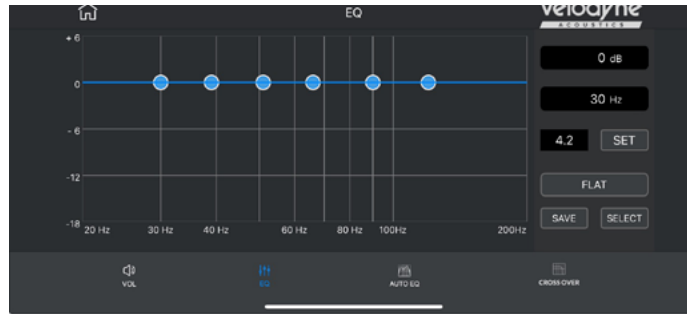 EQ
velodyne
ACOUSTICS
+ 6
0
- 6
-12
-18
20 Hz 30 Hz 40 Hz 60 Hz 80 Hz 100Hz 200Hz
0 dB
30 Hz
4.2 SET
FLAT
SAVE SELECT
VOL EQ AUTO EQ CROSS OVER